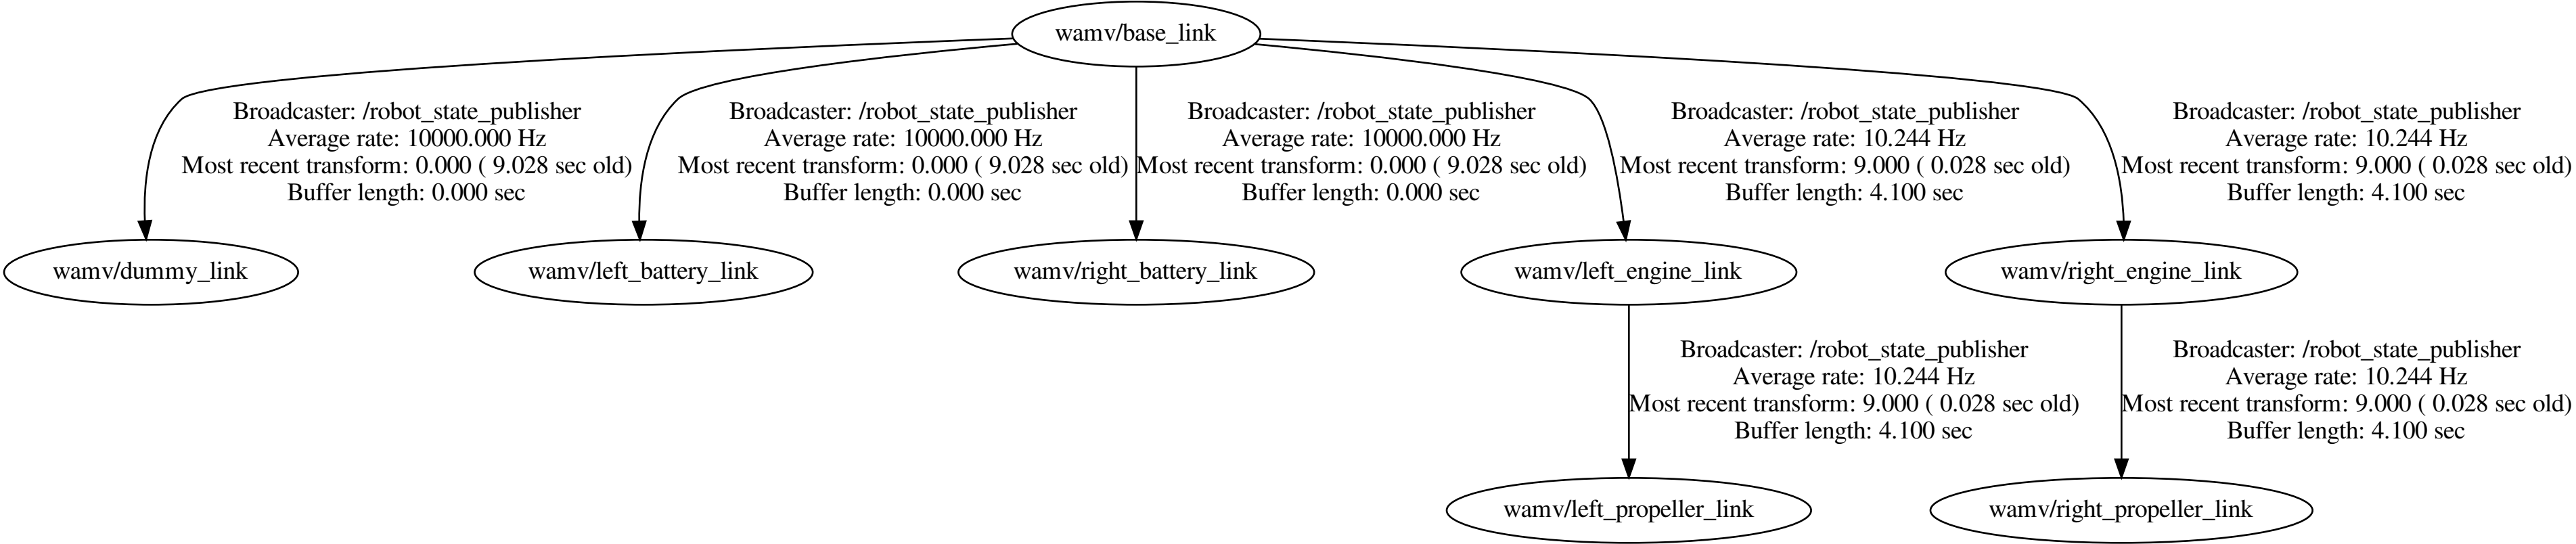 wamv/base_link
Broadcaster: /robot_state_publisher
Average rate: 10000.000 Hz
Most recent transform: 0.000 ( 9.028 sec old)
Buffer length: 0.000 sec
Broadcaster: /robot_state_publisher
Average rate: 10000.000 Hz
Most recent transform: 0.000 ( 9.028 sec old)
Buffer length: 0.000 sec
Broadcaster: /robot_state_publisher
Average rate: 10000.000 Hz
Most recent transform: 0.000 ( 9.028 sec old)
Buffer length: 0.000 sec
Broadcaster: /robot_state_publisher
Average rate: 10.244 Hz
Most recent transform: 9.000 ( 0.028 sec old)
Buffer length: 4.100 sec
Broadcaster: /robot_state_publisher
Average rate: 10.244 Hz
Most recent transform: 9.000 ( 0.028 sec old)
Buffer length: 4.100 sec
wamv/dummy_link
wamv/left_battery_link
wamv/right_battery_link
wamv/left_engine_link
wamv/right_engine_link
Broadcaster: /robot_state_publisher
Average rate: 10.244 Hz
Most recent transform: 9.000 ( 0.028 sec old)
Buffer length: 4.100 sec
Broadcaster: /robot_state_publisher
Average rate: 10.244 Hz
Most recent transform: 9.000 ( 0.028 sec old)
Buffer length: 4.100 sec
wamv/left_propeller_link
wamv/right_propeller_link